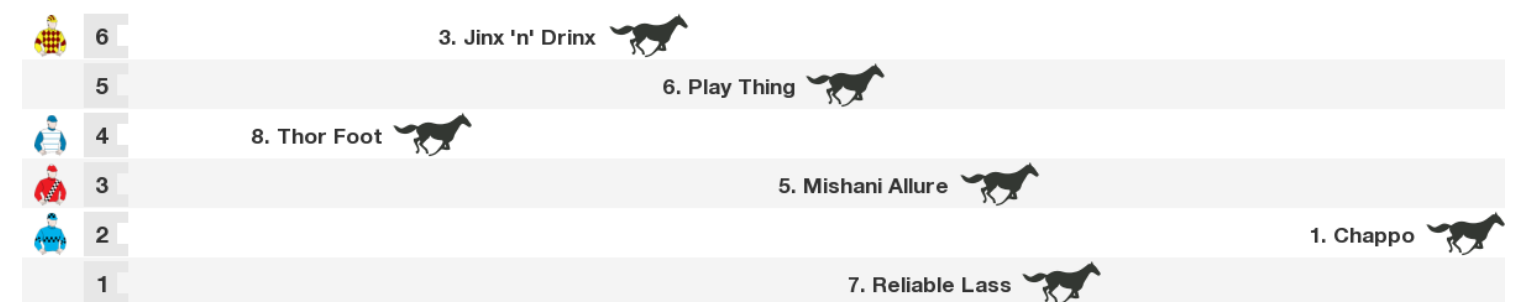 6 3. Jinx 'n' Drinx
5 6. Play Thing
4 8. Thor Foot
3 5. Mishani Allure
2 1. Chappo
1 7. Reliable Lass